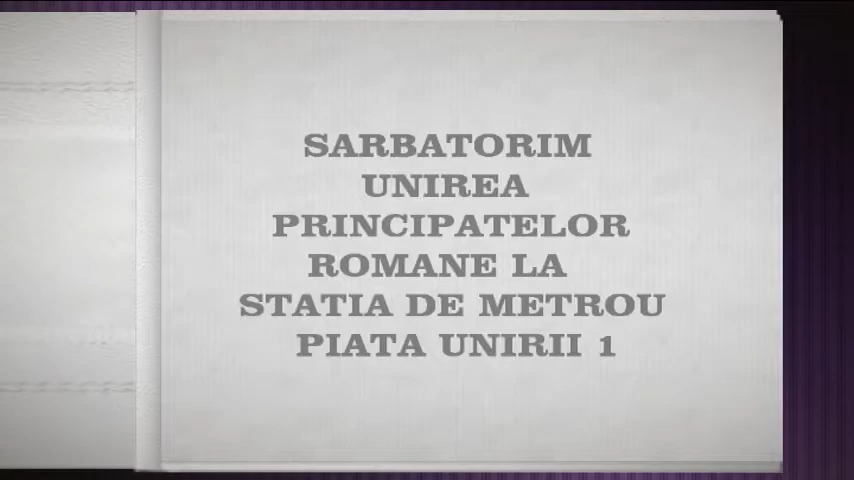 SARBATORIM
UNIREA
PRINCIPATELOR
ROMANE LA
STATIA DE METROU
PIATA UNIRII 1